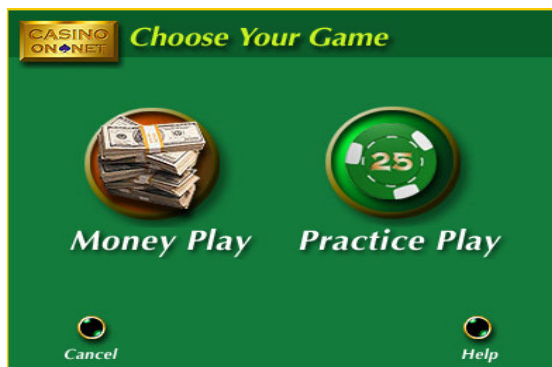 CASINO
ON NET
Choose Your Game
25
Money Play
Practice Play
Cancel
Help